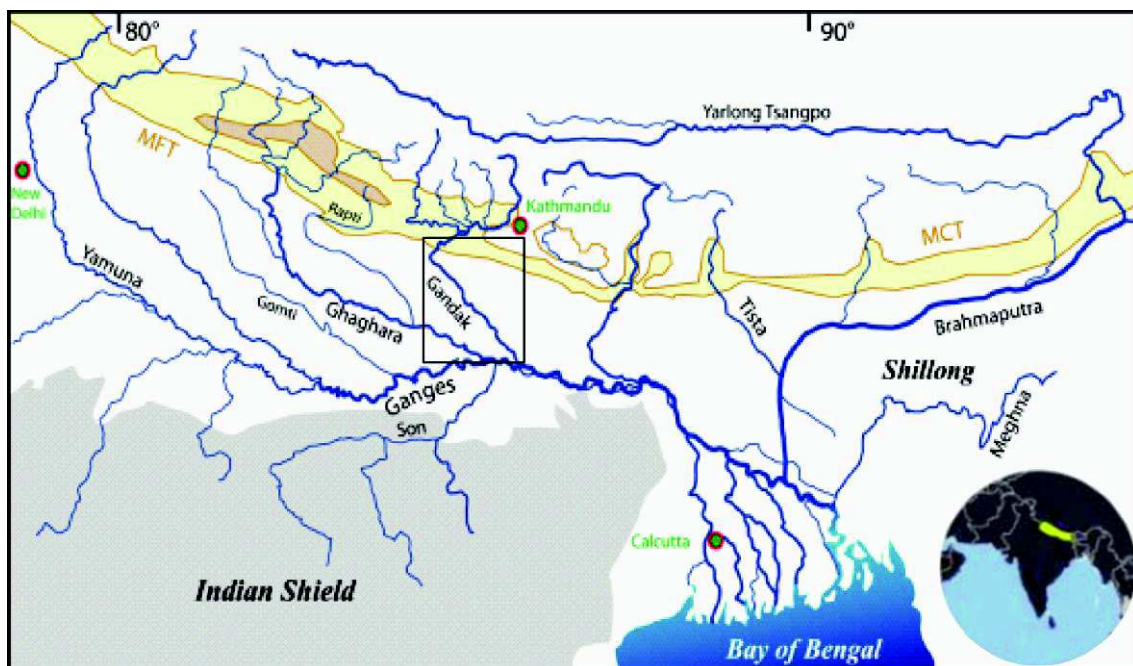 80°
90°
Yarlong Tsangpo
MFT
New
Delhi
Rapti
Kathmandu
MCT
Yamuna
Gandak
Gomti
Ghaghara
Tista
Brahmaputra
Shillong
Ganges
Son
Meghna
Calcutta
Indian Shield
Bay of Bengal